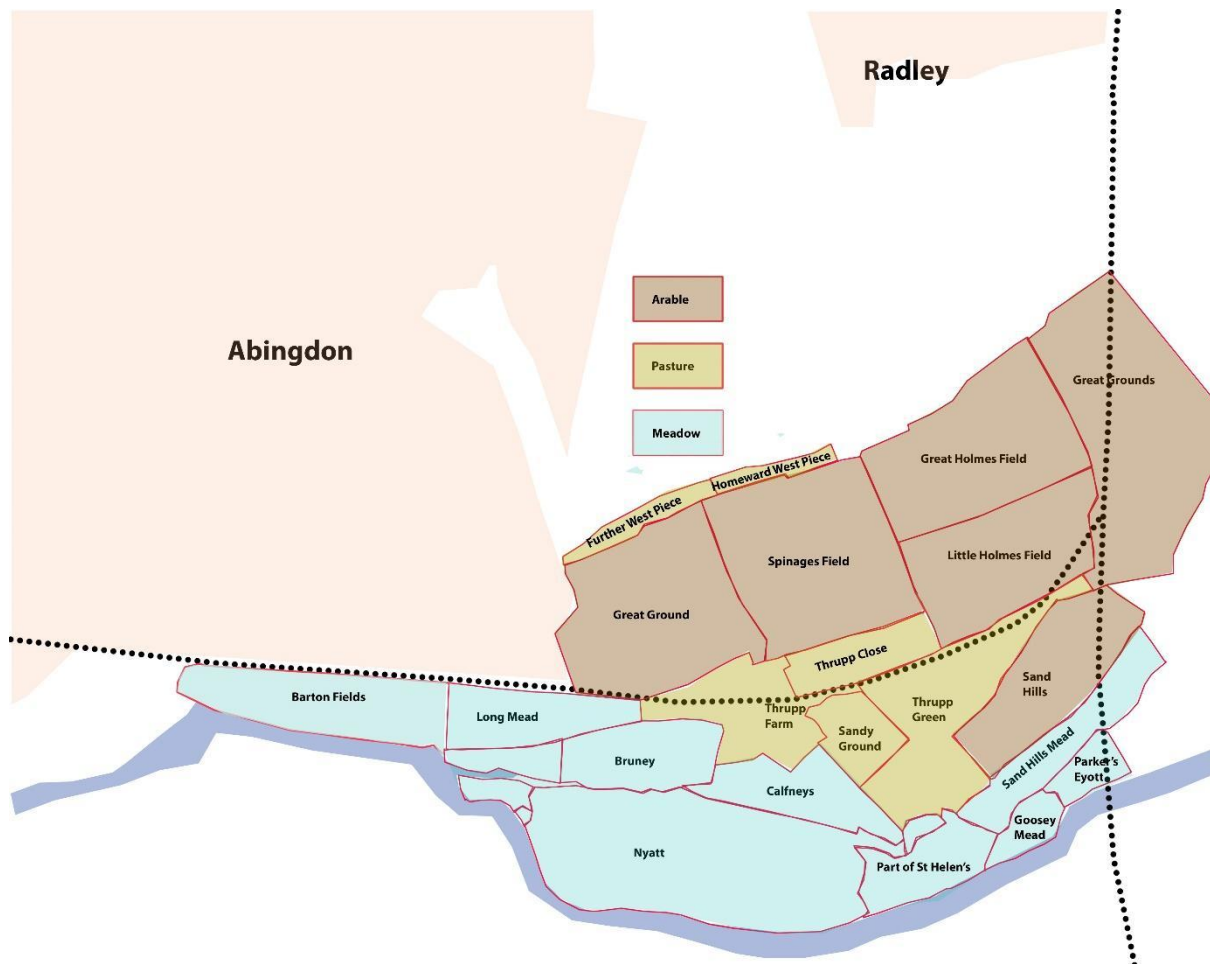 Radley
Abingdon
Arable
Pasture
Meadow
Great Grounds
Great Holmes Field
Homeward West Piece
Further West Piece
Spinages Field
Little Holmes Field
Great Ground
Thrupp Close
Barton Fields
Long Mead
Thrupp
Farm
Sandy
Ground
Thrupp
Green
Sand
Hills
Sand Hills Mead
Parker's
Eyott
Bruney
Calfneys
Goosey
Mead
Nyatt
Part of St Helen's